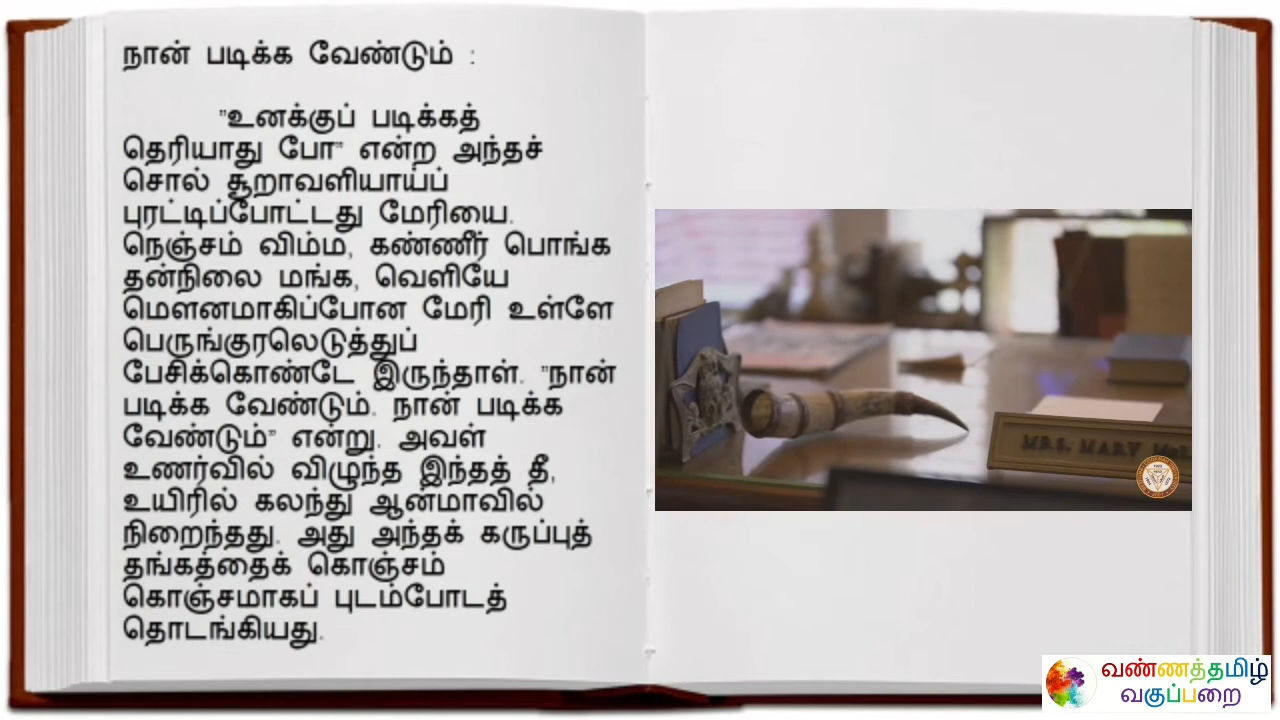 நான் படிக்க வேண்டும் :
"உனக்குப் படிக்கத்
தெரியாது போ" என்ற அந்தச்
சொல் சூறாவளியாய்ப்
புரட்டிப்போட்டது மேரியை.
நெஞ்சம் விம்ம, கண்ணீர் பொங்க
தன்நிலை மங்க, வெளியே
மௌனமாகிப்போன மேரி உள்ளே
பெருங்குரலெடுத்துப்
பேசிக்கொண்டே இருந்தாள். "நான்
படிக்க வேண்டும். நான் படிக்க
வேண்டும்" என்று. அவள்
உணர்வில் விழுந்த இந்தத் தீ,
உயிரில் கலந்து ஆன்மாவில்
நிறைந்தது. அது அந்தக் கருப்புத்
தங்கத்தைக் கொஞ்சம்
கொஞ்சமாகப் புடம்போடத்
தொடங்கியது.
MRS. MARY
வண்ணத்தமிழ்
வகுப்பறை